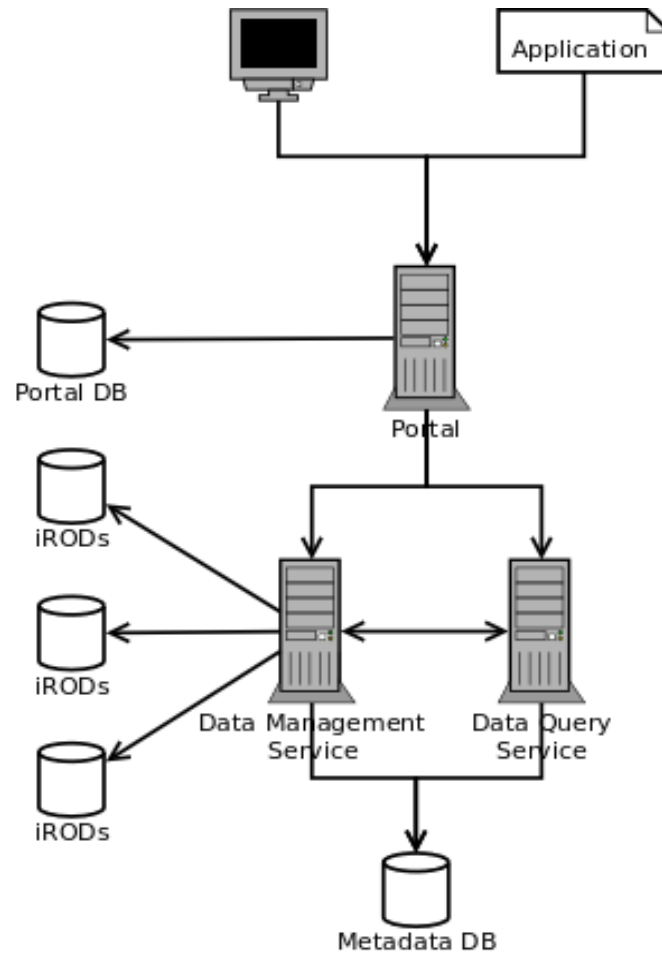 Application
Portal DB
Portal
iRODs
iRODs
Data Management
Service
Data Query
Service
iRODs
Metadata DB